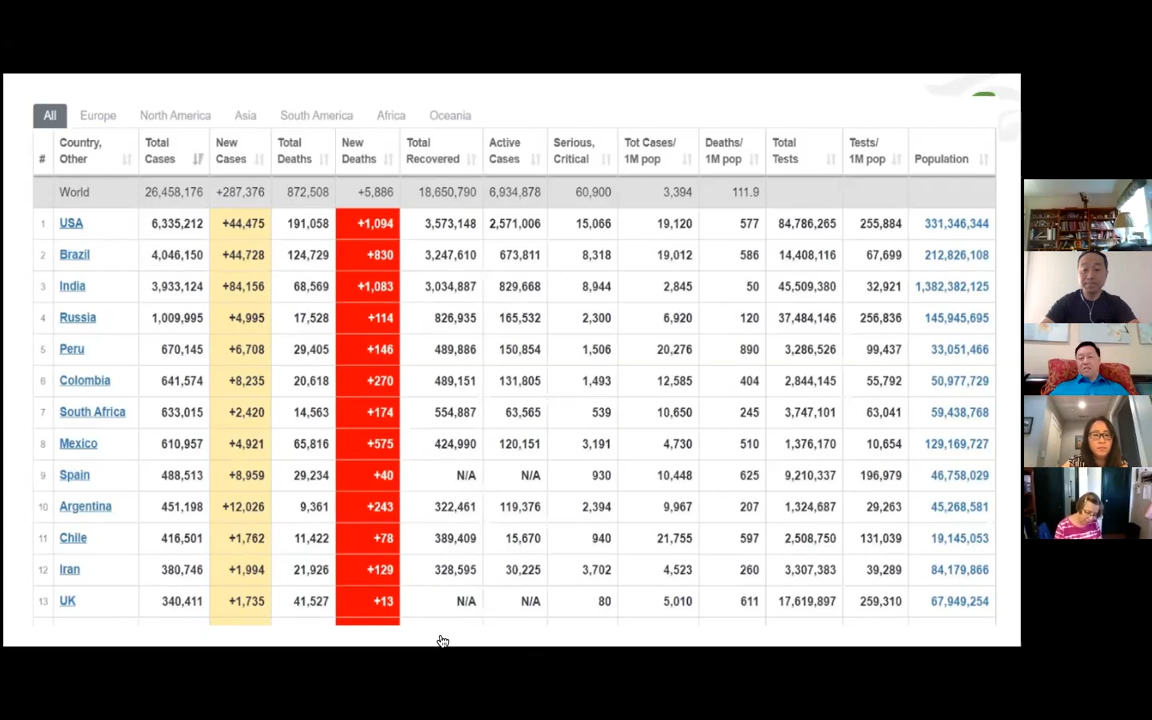 All Europe North America Asia South America Africa Oceania
# Country, Other Total Cases New Cases Total Deaths New Deaths Total Recovered Active Cases Serious, Critical Tot Cases/ 1M pop Deaths/ 1M pop Total Tests Tests/ 1M pop Population
World 26,458,176 +287,376 872,508 +5,886 18,650,790 6,934,878 60,900 3,394 111.9
1 USA 6,335,212 +44,475 191,058 +1,094 3,573,148 2,571,006 15,066 19,120 577 84,786,265 255,884 331,346,344
2 Brazil 4,046,150 +44,728 124,729 +830 3,247,610 673,811 8,318 19,012 586 14,408,116 67,699 212,826,108
3 India 3,933,124 +84,156 68,569 +1,083 3,034,887 829,668 8,944 2,845 50 45,509,380 32,921 1,382,382,125
4 Russia 1,009,995 +4,995 17,528 +114 826,935 165,532 2,300 6,920 120 37,484,146 256,836 145,945,695
5 Peru 670,145 +6,708 29,405 +146 489,886 150,854 1,506 20,276 890 3,286,526 99,437 33,051,466
6 Colombia 641,574 +8,235 20,618 +270 489,151 131,805 1,493 12,585 404 2,844,145 55,792 50,977,729
7 South Africa 633,015 +2,420 14,563 +174 554,887 63,565 539 10,650 245 3,747,101 63,041 59,438,768
8 Mexico 610,957 +4,921 65,816 +575 424,990 120,151 3,191 4,730 510 1,376,170 10,654 129,169,727
9 Spain 488,513 +8,959 29,234 +40 N/A N/A 930 10,448 625 9,210,337 196,979 46,758,029
10 Argentina 451,198 +12,026 9,361 +243 322,461 119,376 2,394 9,967 207 1,324,687 29,263 45,268,581
11 Chile 416,501 +1,762 11,422 +78 389,409 15,670 940 21,755 597 2,508,750 131,039 19,145,053
12 Iran 380,746 +1,994 21,926 +129 328,595 30,225 3,702 4,523 260 3,307,383 39,289 84,179,866
13 UK 340,411 +1,735 41,527 +13 N/A N/A 80 5,010 611 17,619,897 259,310 67,949,254